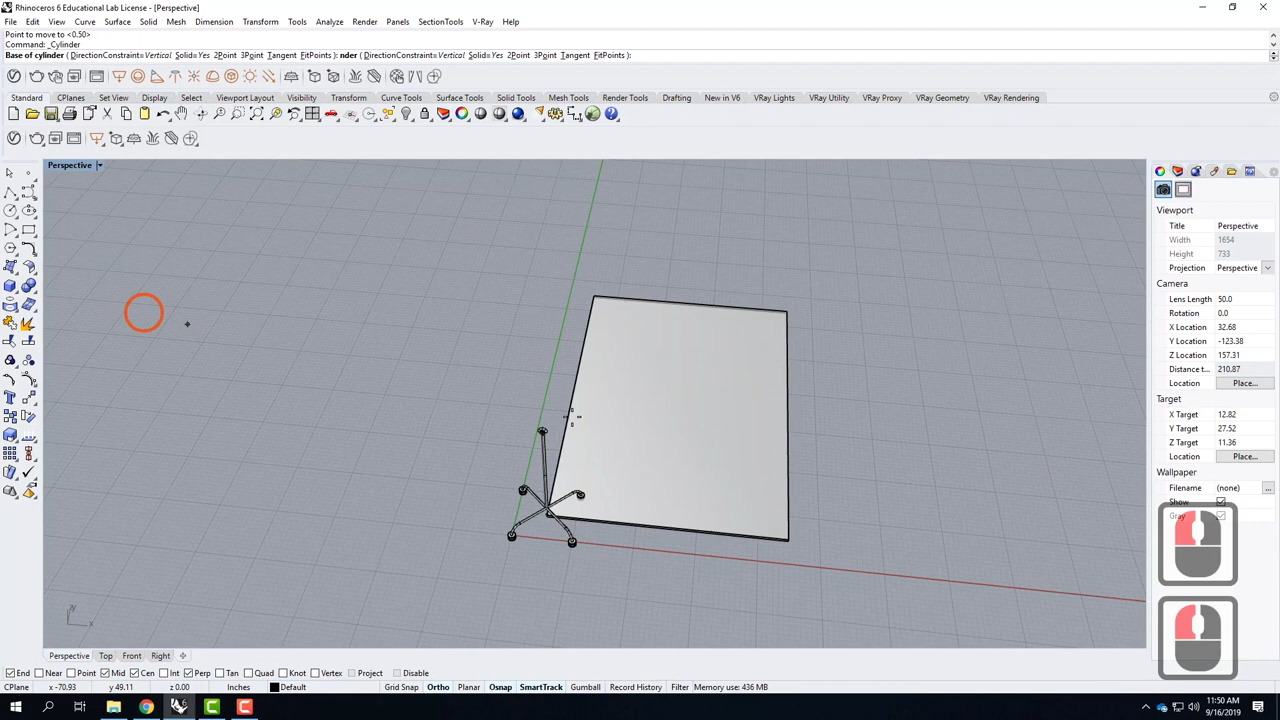 Rhinoceros 6 Educational Lab License - [Perspective]
File Edit View Curve Surface Solid Mesh Dimension Transform Tools Analyze Render Panels SectionTools V-Ray Help
Point to move to <0.50>
Command: _Cylinder
Base of cylinder ( DirectionConstraint=Vertical Solid=Yes 2Point 3Point Tangent FitPoints ): nder ( DirectionConstraint=Vertical Solid=Yes 2Point 3Point Tangent FitPoints ):
Standard CPlanes Set View Display Select Viewport Layout Visibility Transform Curve Tools Surface Tools Solid Tools Mesh Tools Render Tools Drafting New in V6 VRay Lights VRay Utility VRay Proxy VRay Geometry VRay Rendering
Perspective
Viewport
Title Perspective
Width 1654
Height 733
Projection Perspective
Camera
Lens Length 50.0
Rotation 0.0
X Location 32.68
Y Location -123.38
Z Location 157.31
Distance t... 210.87
Location Place...
Target
X Target 12.82
Y Target 27.52
Z Target 11.36
Location Place...
Wallpaper
Filename (none) ...
Show
Gray
z y x
Perspective Top Front Right
End Near Point Mid Cen Int Perp Tan Quad Knot Vertex Project Disable
CPlane x -70.93 y 49.11 z 0.00 Inches Default Grid Snap Ortho Planar Osnap SmartTrack Gumball Record History Filter Memory use: 436 MB
11:50 AM
9/16/2019